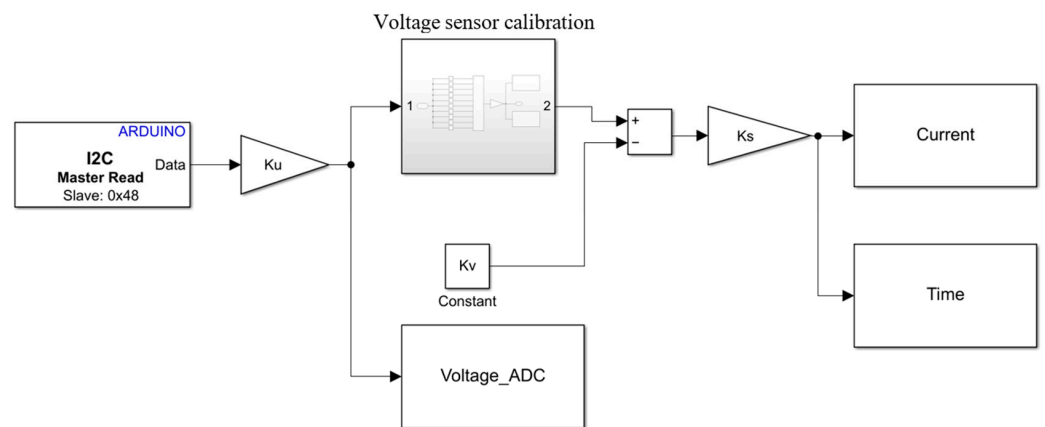 Voltage sensor calibration
ARDUINO
I2C
Master Read
Slave: 0x48
Data
Ku
1
2
+
−
Ks
Current
Kv
Constant
Time
Voltage_ADC